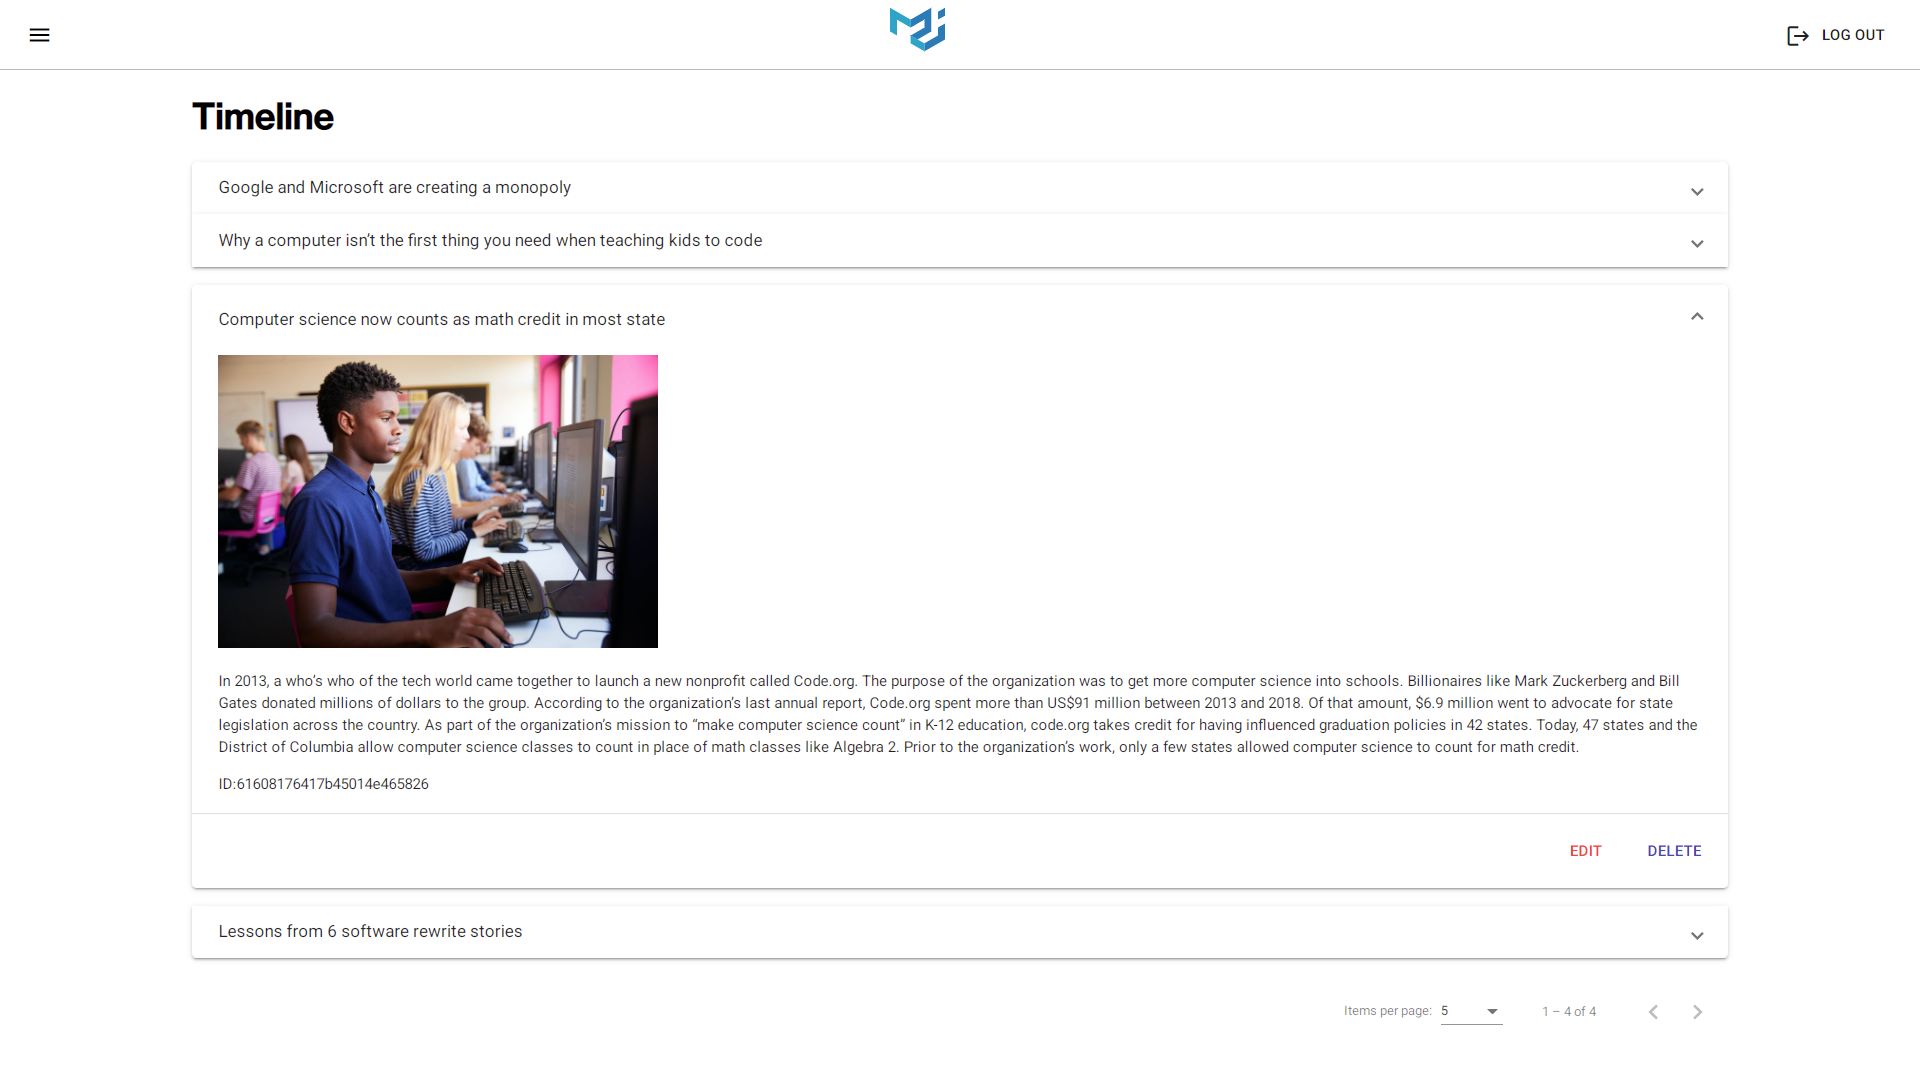 LOG OUT
Timeline
Google and Microsoft are creating a monopoly
Why a computer isn’t the first thing you need when teaching kids to code
Computer science now counts as math credit in most state
In 2013, a who’s who of the tech world came together to launch a new nonprofit called Code.org. The purpose of the organization was to get more computer science into schools. Billionaires like Mark Zuckerberg and Bill
Gates donated millions of dollars to the group. According to the organization’s last annual report, Code.org spent more than US$91 million between 2013 and 2018. Of that amount, $6.9 million went to advocate for state
legislation across the country. As part of the organization’s mission to “make computer science count” in K-12 education, code.org takes credit for having influenced graduation policies in 42 states. Today, 47 states and the
District of Columbia allow computer science classes to count in place of math classes like Algebra 2. Prior to the organization’s work, only a few states allowed computer science to count for math credit.
ID:61608176417b45014e465826
EDIT DELETE
Lessons from 6 software rewrite stories
Items per page: 5 1 – 4 of 4